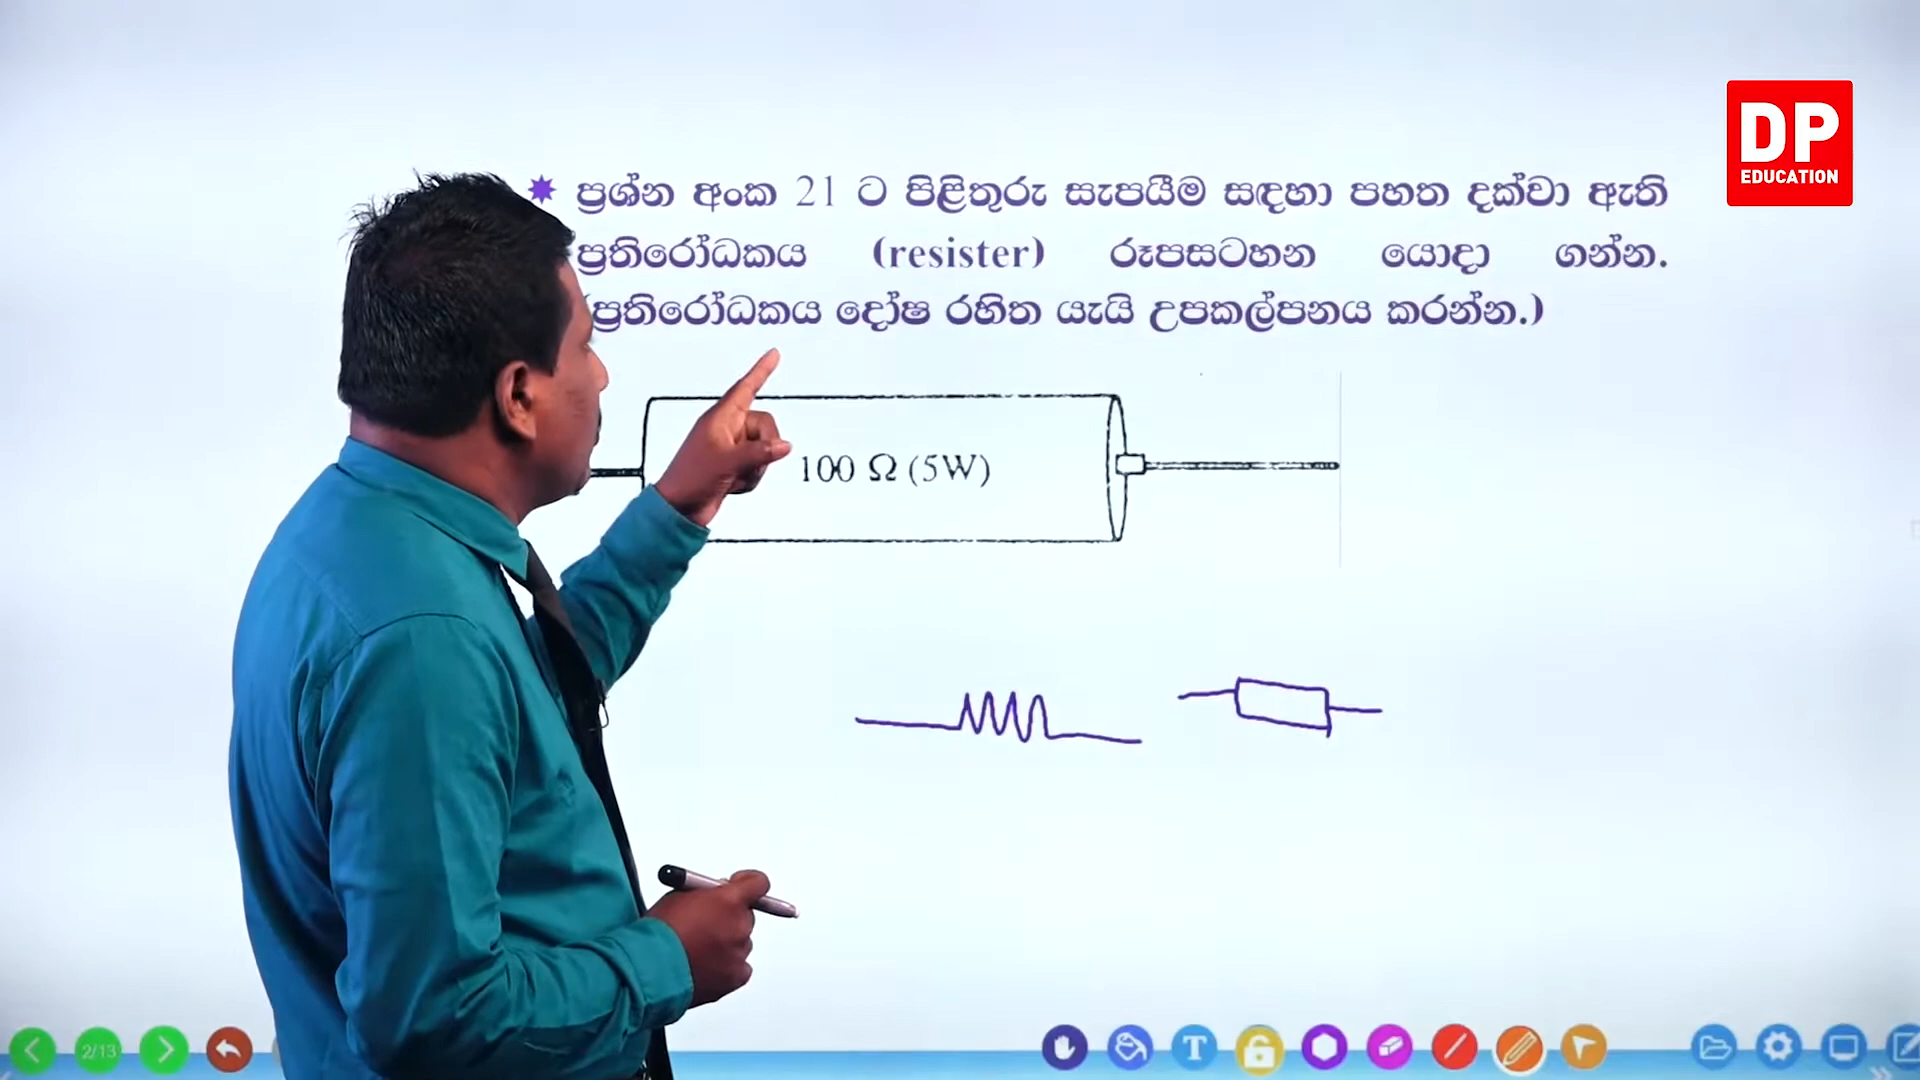 DP
EDUCATION
ප්‍රශ්න අංක 21 ට පිළිතුරු සැපයීම සඳහා පහත දක්වා ඇති
ප්‍රතිරෝධකය (resister) රූපසටහන යොදා ගන්න.
(ප්‍රතිරෝධකය දෝෂ රහිත යැයි උපකල්පනය කරන්න.)
100 Ω (5W)
2/13
T